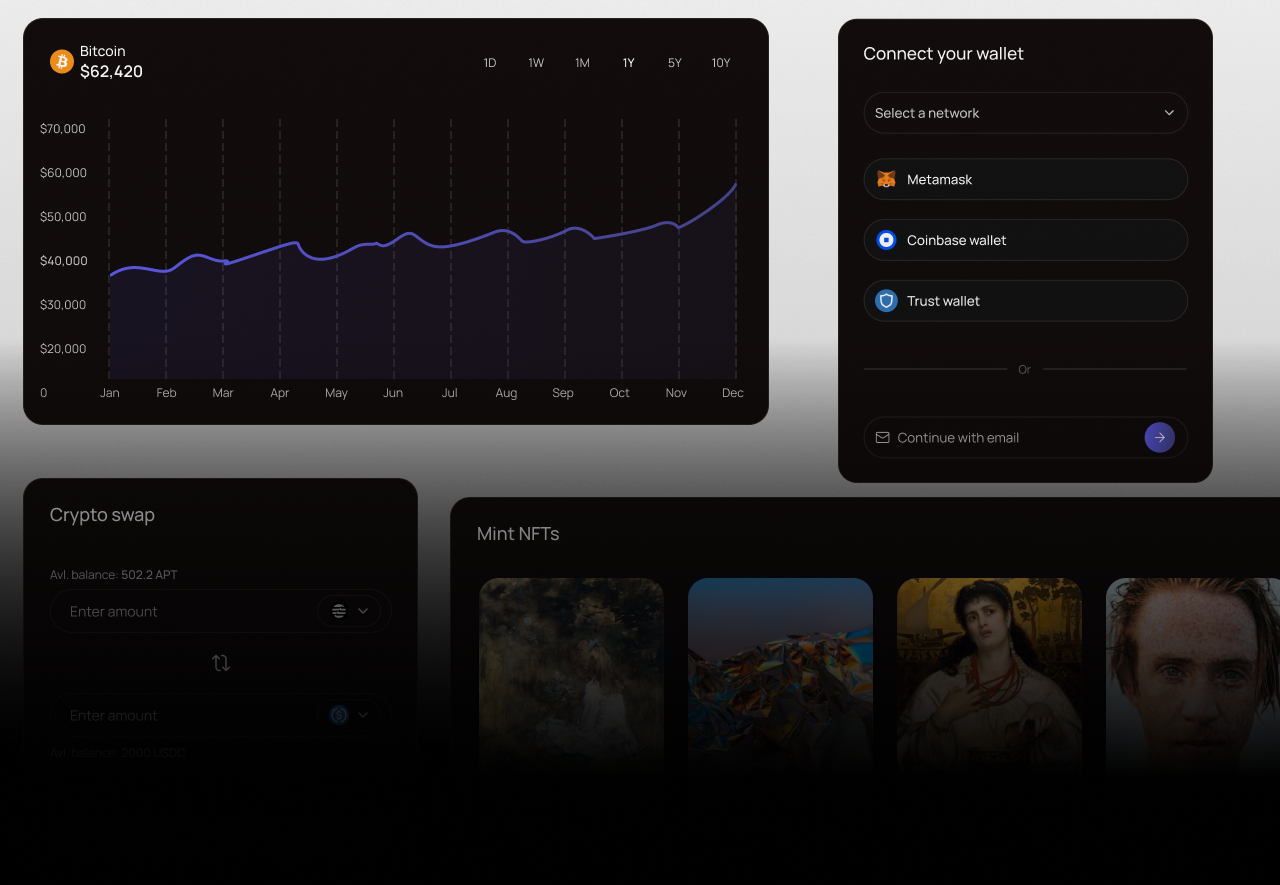 Bitcoin
$62,420
1D 1W 1M 1Y 5Y 10Y
$70,000
$60,000
$50,000
$40,000
$30,000
$20,000
0 Jan Feb Mar Apr May Jun Jul Aug Sep Oct Nov Dec
Connect your wallet
Select a network
Metamask
Coinbase wallet
Trust wallet
Or
Continue with email
Crypto swap
Avl. balance: 502.2 APT
Enter amount
Enter amount
Avl. balance: 2000 USDC
Mint NFTs